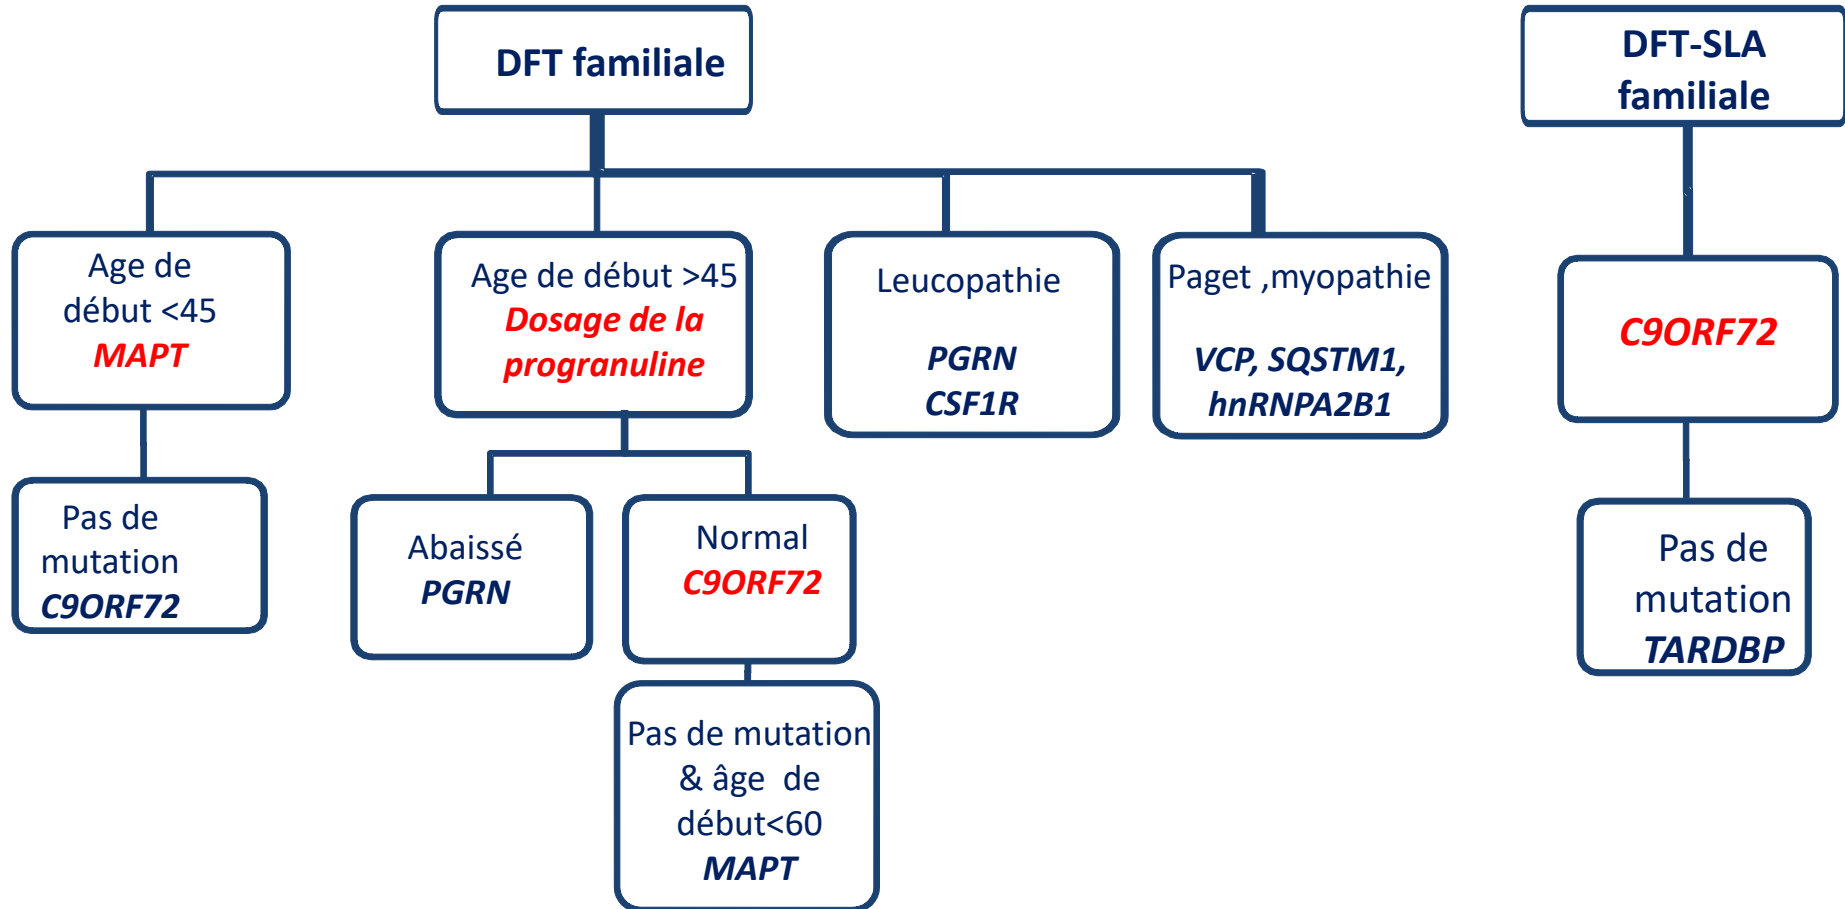 DFT familiale
DFT-SLA
familiale
Age de
début <45
MAPT
Age de début >45
Dosage de la
progranuline
Leucopathie
PGRN
CSF1R
Paget ,myopathie
VCP, SQSTM1,
hnRNPA2B1
C9ORF72
Pas de
mutation
C9ORF72
Abaissé
PGRN
Normal
C9ORF72
Pas de
mutation
TARDBP
Pas de mutation
& âge de
début<60
MAPT